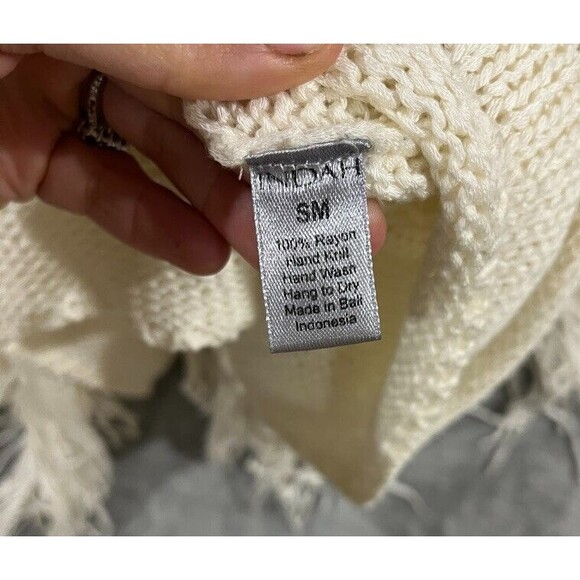 INDAH
SM
100% Rayon
Hand Knit
Hand Wash
Hang to Dry
Made in Bali
Indonesia